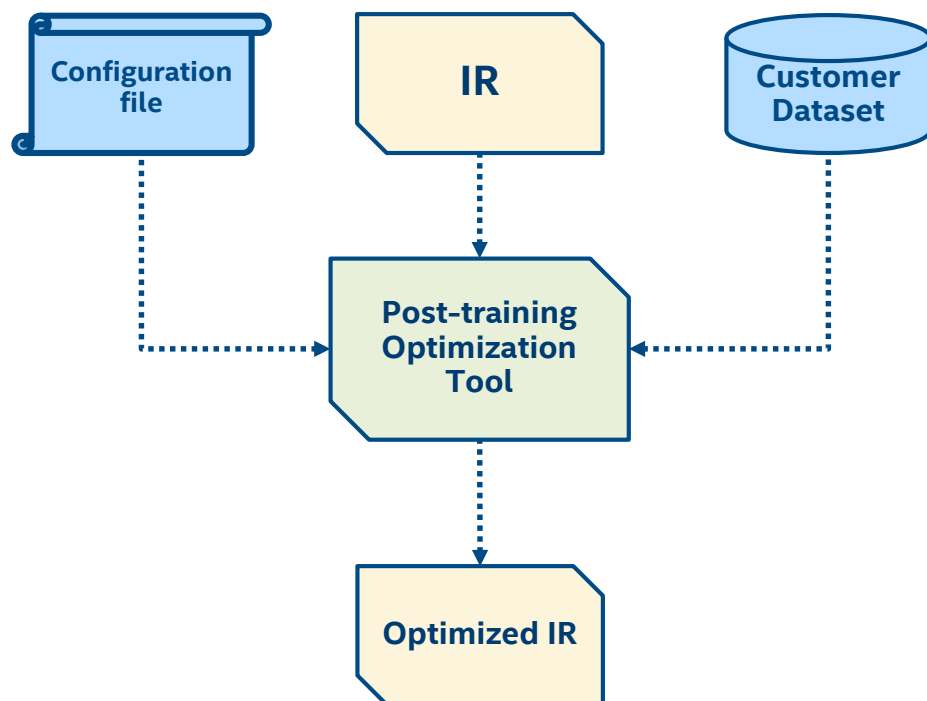 Configuration
file
IR
Customer
Dataset
Post-training
Optimization
Tool
Optimized IR